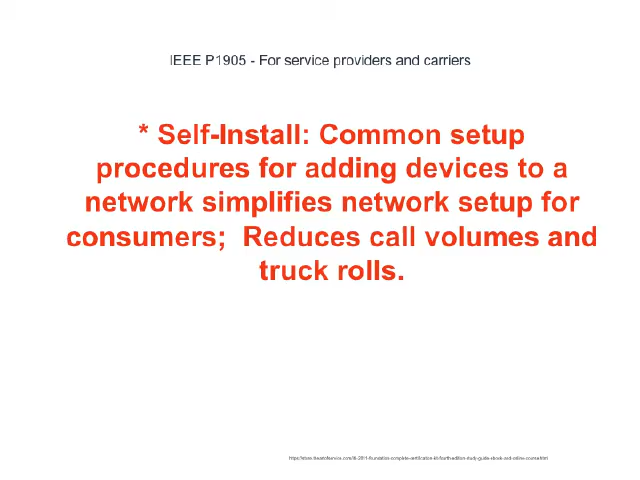 IEEE P1905 - For service providers and carriers
* Self-Install: Common setup
procedures for adding devices to a
network simplifies network setup for
consumers;  Reduces call volumes and
truck rolls.